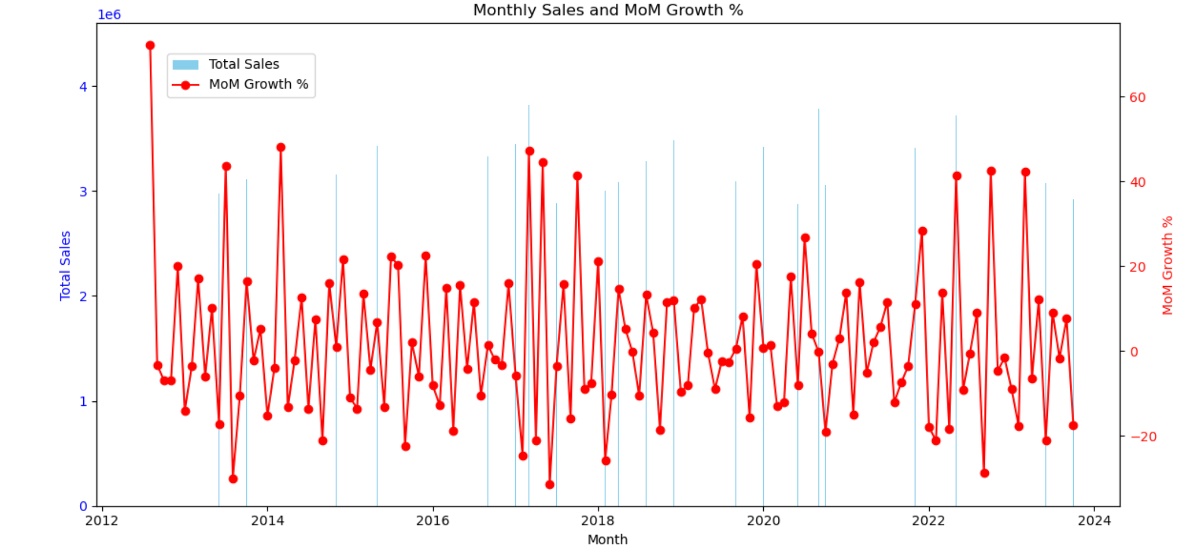 Monthly Sales and MoM Growth %
1e6
Total Sales
MoM Growth %
4
3
2
1
0
Total Sales
60
40
20
0
−20
MoM Growth %
2012 2014 2016 2018 2020 2022 2024
Month